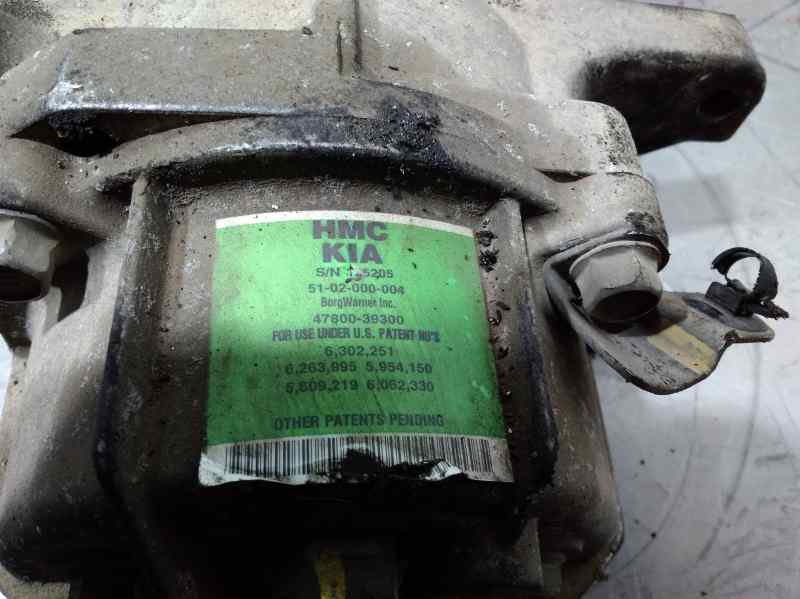 HMC
KIA
S/N
51-02-000-004
BorgWarner Inc.
47800-39300
FOR USE UNDER U.S. PATENT NO'S
6,302,251
6,263,995 5,954,150
5,609,219 6,062,330
OTHER PATENTS PENDING